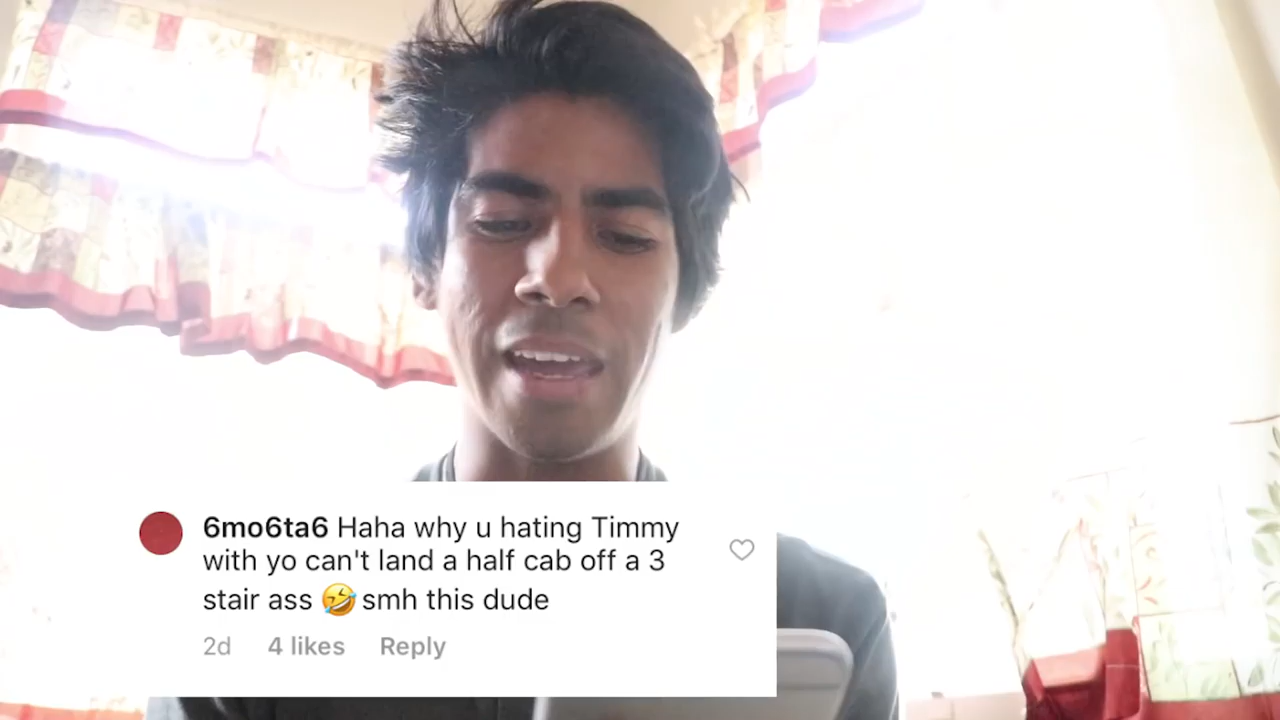 6mo6ta6 Haha why u hating Timmy
with yo can't land a half cab off a 3
stair ass 🤣 smh this dude
2d 4 likes Reply